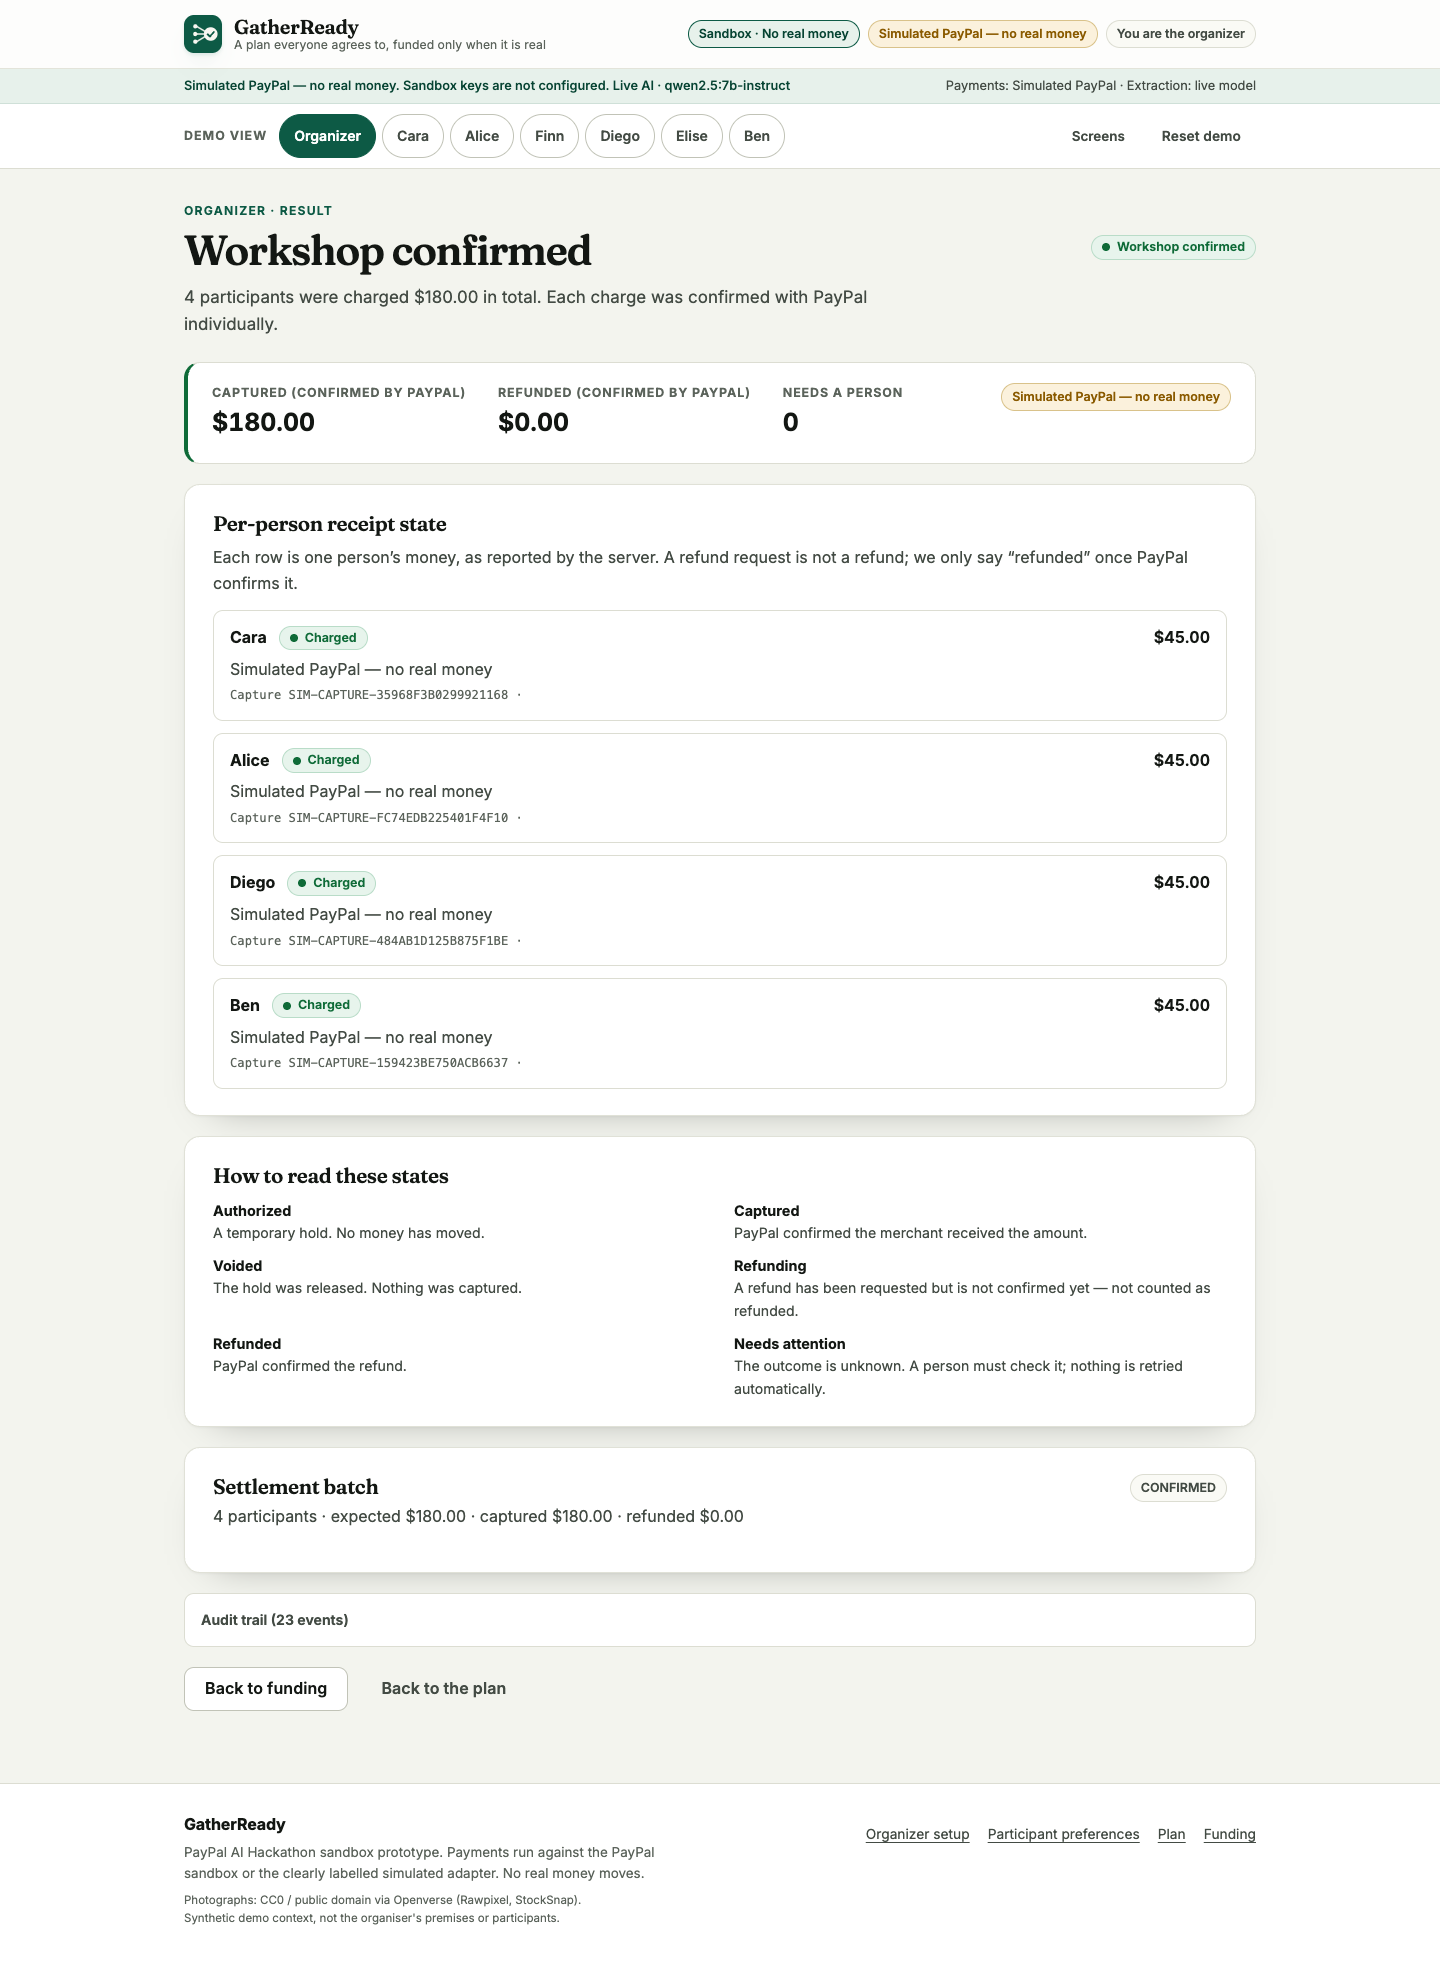 GatherReady
A plan everyone agrees to, funded only when it is real
Sandbox · No real money
Simulated PayPal — no real money
You are the organizer
Simulated PayPal — no real money. Sandbox keys are not configured. Live AI · qwen2.5:7b-instruct
Payments: Simulated PayPal · Extraction: live model
DEMO VIEW
Organizer
Cara
Alice
Finn
Diego
Elise
Ben
Screens
Reset demo
ORGANIZER · RESULT
Workshop confirmed
Workshop confirmed
4 participants were charged $180.00 in total. Each charge was confirmed with PayPal
individually.
CAPTURED (CONFIRMED BY PAYPAL)
$180.00
REFUNDED (CONFIRMED BY PAYPAL)
$0.00
NEEDS A PERSON
0
Simulated PayPal — no real money
Per-person receipt state
Each row is one person’s money, as reported by the server. A refund request is not a refund; we only say “refunded” once PayPal
confirms it.
Cara
Charged
$45.00
Simulated PayPal — no real money
Capture SIM-CAPTURE-35968F3B0299921168 ·
Alice
Charged
$45.00
Simulated PayPal — no real money
Capture SIM-CAPTURE-FC74EDB225401F4F10 ·
Diego
Charged
$45.00
Simulated PayPal — no real money
Capture SIM-CAPTURE-484AB1D125B875F1BE ·
Ben
Charged
$45.00
Simulated PayPal — no real money
Capture SIM-CAPTURE-159423BE750ACB6637 ·
How to read these states
Authorized
A temporary hold. No money has moved.
Captured
PayPal confirmed the merchant received the amount.
Voided
The hold was released. Nothing was captured.
Refunding
A refund has been requested but is not confirmed yet — not counted as
refunded.
Refunded
PayPal confirmed the refund.
Needs attention
The outcome is unknown. A person must check it; nothing is retried
automatically.
Settlement batch
CONFIRMED
4 participants · expected $180.00 · captured $180.00 · refunded $0.00
Audit trail (23 events)
Back to funding
Back to the plan
GatherReady
PayPal AI Hackathon sandbox prototype. Payments run against the PayPal
sandbox or the clearly labelled simulated adapter. No real money moves.
Photographs: CC0 / public domain via Openverse (Rawpixel, StockSnap).
Synthetic demo context, not the organiser's premises or participants.
Organizer setup
Participant preferences
Plan
Funding